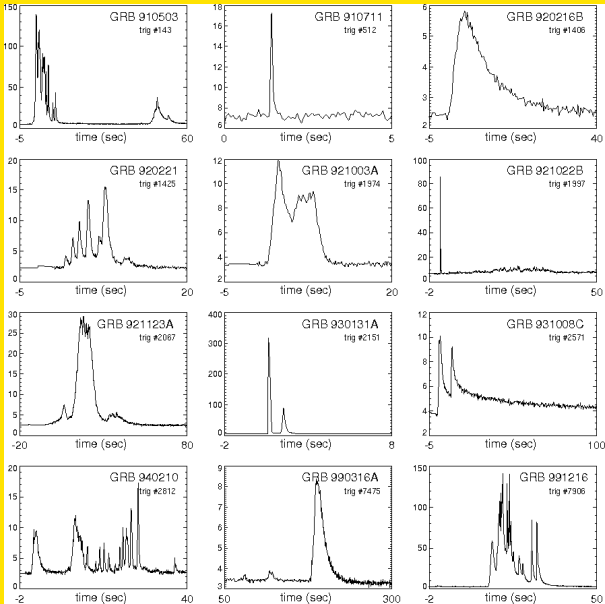 150
100
50
0
GRB 910503
trig #143
-5
time (sec)
60
18
16
14
12
10
8
6
GRB 910711
trig #512
0
time (sec)
5
6
5
4
3
2
GRB 920216B
trig #1406
-5
time (sec)
40
20
15
10
5
0
GRB 920221
trig #1425
-5
time (sec)
20
12
10
8
6
4
2
GRB 921003A
trig #1974
-5
time (sec)
20
100
80
60
40
20
0
GRB 921022B
trig #1997
-2
time (sec)
50
30
25
20
15
10
5
0
GRB 921123A
trig #2067
-20
time (sec)
80
400
300
200
100
0
GRB 930131A
trig #2151
-2
time (sec)
8
12
10
8
6
4
2
GRB 931008C
trig #2571
-5
time (sec)
100
20
15
10
5
0
GRB 940210
trig #2812
-2
time (sec)
40
9
8
7
6
5
4
3
GRB 990316A
trig #7475
50
time (sec)
300
150
100
50
0
GRB 991216
trig #7906
-2
time (sec)
50